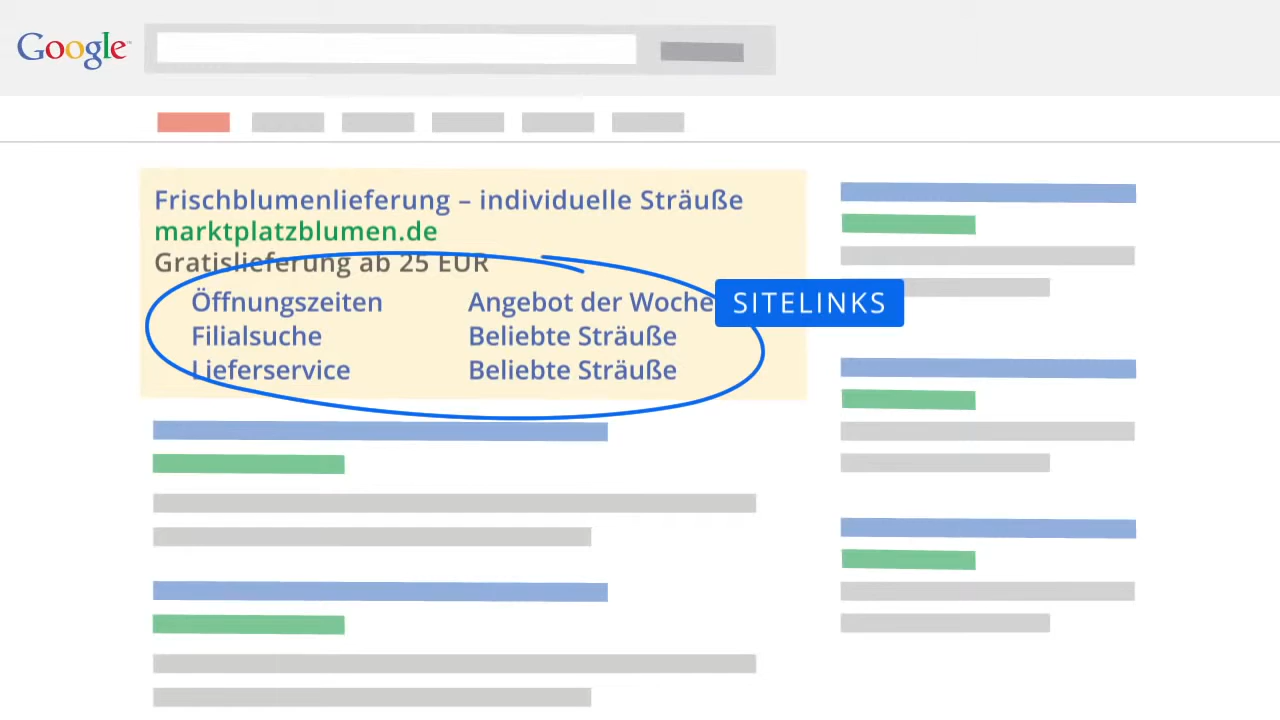 Google
Frischblumenlieferung – individuelle Sträuße
marktplatzblumen.de
Gratislieferung ab 25 EUR
Öffnungszeiten Angebot der Woche
SITELINKS
Filialsuche Beliebte Sträuße
Lieferservice Beliebte Sträuße